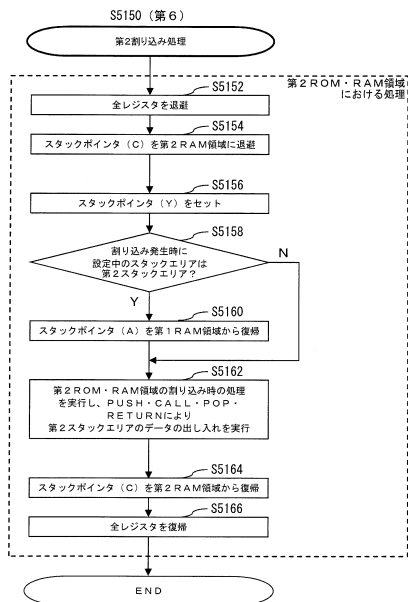 S5150（第6）
第2割り込み処理
第2ROM・RAM領域
における処理
S5152
全レジスタを退避
S5154
スタックポインタ（C）を第2RAM領域に退避
S5156
スタックポインタ（Y）をセット
S5158
割り込み発生時に
設定中のスタックエリアは
第2スタックエリア？
N
Y
S5160
スタックポインタ（A）を第1RAM領域から復帰
S5162
第2ROM・RAM領域の割り込み時の処理
を実行し、PUSH・CALL・POP・
RETURNにより
第2スタックエリアのデータの出し入れを実行
S5164
スタックポインタ（C）を第2RAM領域から復帰
S5166
全レジスタを復帰
END